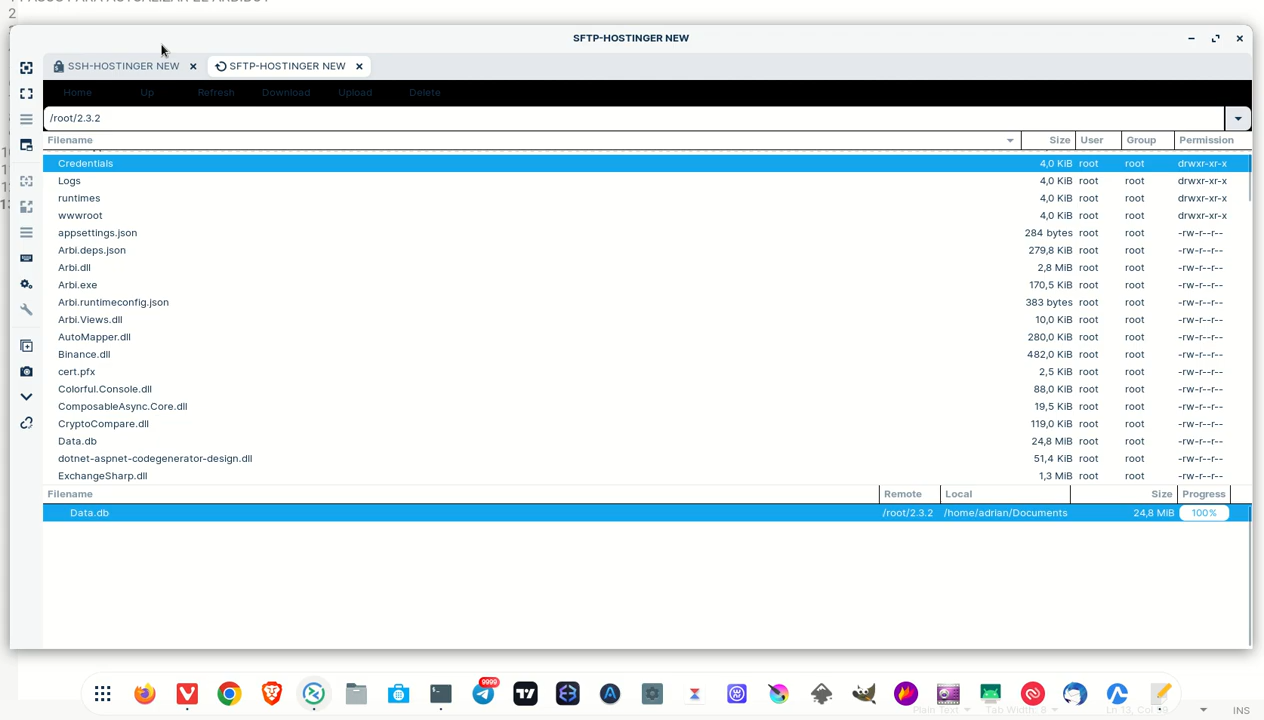 2
SFTP-HOSTINGER NEW
SSH-HOSTINGER NEW
SFTP-HOSTINGER NEW
Home Up Refresh Download Upload Delete
/root/2.3.2
Filename Size User Group Permission
Credentials 4,0 KiB root root drwxr-xr-x
Logs 4,0 KiB root root drwxr-xr-x
runtimes 4,0 KiB root root drwxr-xr-x
wwwroot 4,0 KiB root root drwxr-xr-x
appsettings.json 284 bytes root root -rw-r--r--
Arbi.deps.json 279,8 KiB root root -rw-r--r--
Arbi.dll 2,8 MiB root root -rw-r--r--
Arbi.exe 170,5 KiB root root -rw-r--r--
Arbi.runtimeconfig.json 383 bytes root root -rw-r--r--
Arbi.Views.dll 10,0 KiB root root -rw-r--r--
AutoMapper.dll 280,0 KiB root root -rw-r--r--
Binance.dll 482,0 KiB root root -rw-r--r--
cert.pfx 2,5 KiB root root -rw-r--r--
Colorful.Console.dll 88,0 KiB root root -rw-r--r--
ComposableAsync.Core.dll 19,5 KiB root root -rw-r--r--
CryptoCompare.dll 119,0 KiB root root -rw-r--r--
Data.db 24,8 MiB root root -rw-r--r--
dotnet-aspnet-codegenerator-design.dll 51,4 KiB root root -rw-r--r--
ExchangeSharp.dll 1,3 MiB root root -rw-r--r--
Filename Remote Local Size Progress
Data.db /root/2.3.2 /home/adrian/Documents 24,8 MiB 100%
9999
Plain Text Tab Width: 8 INS